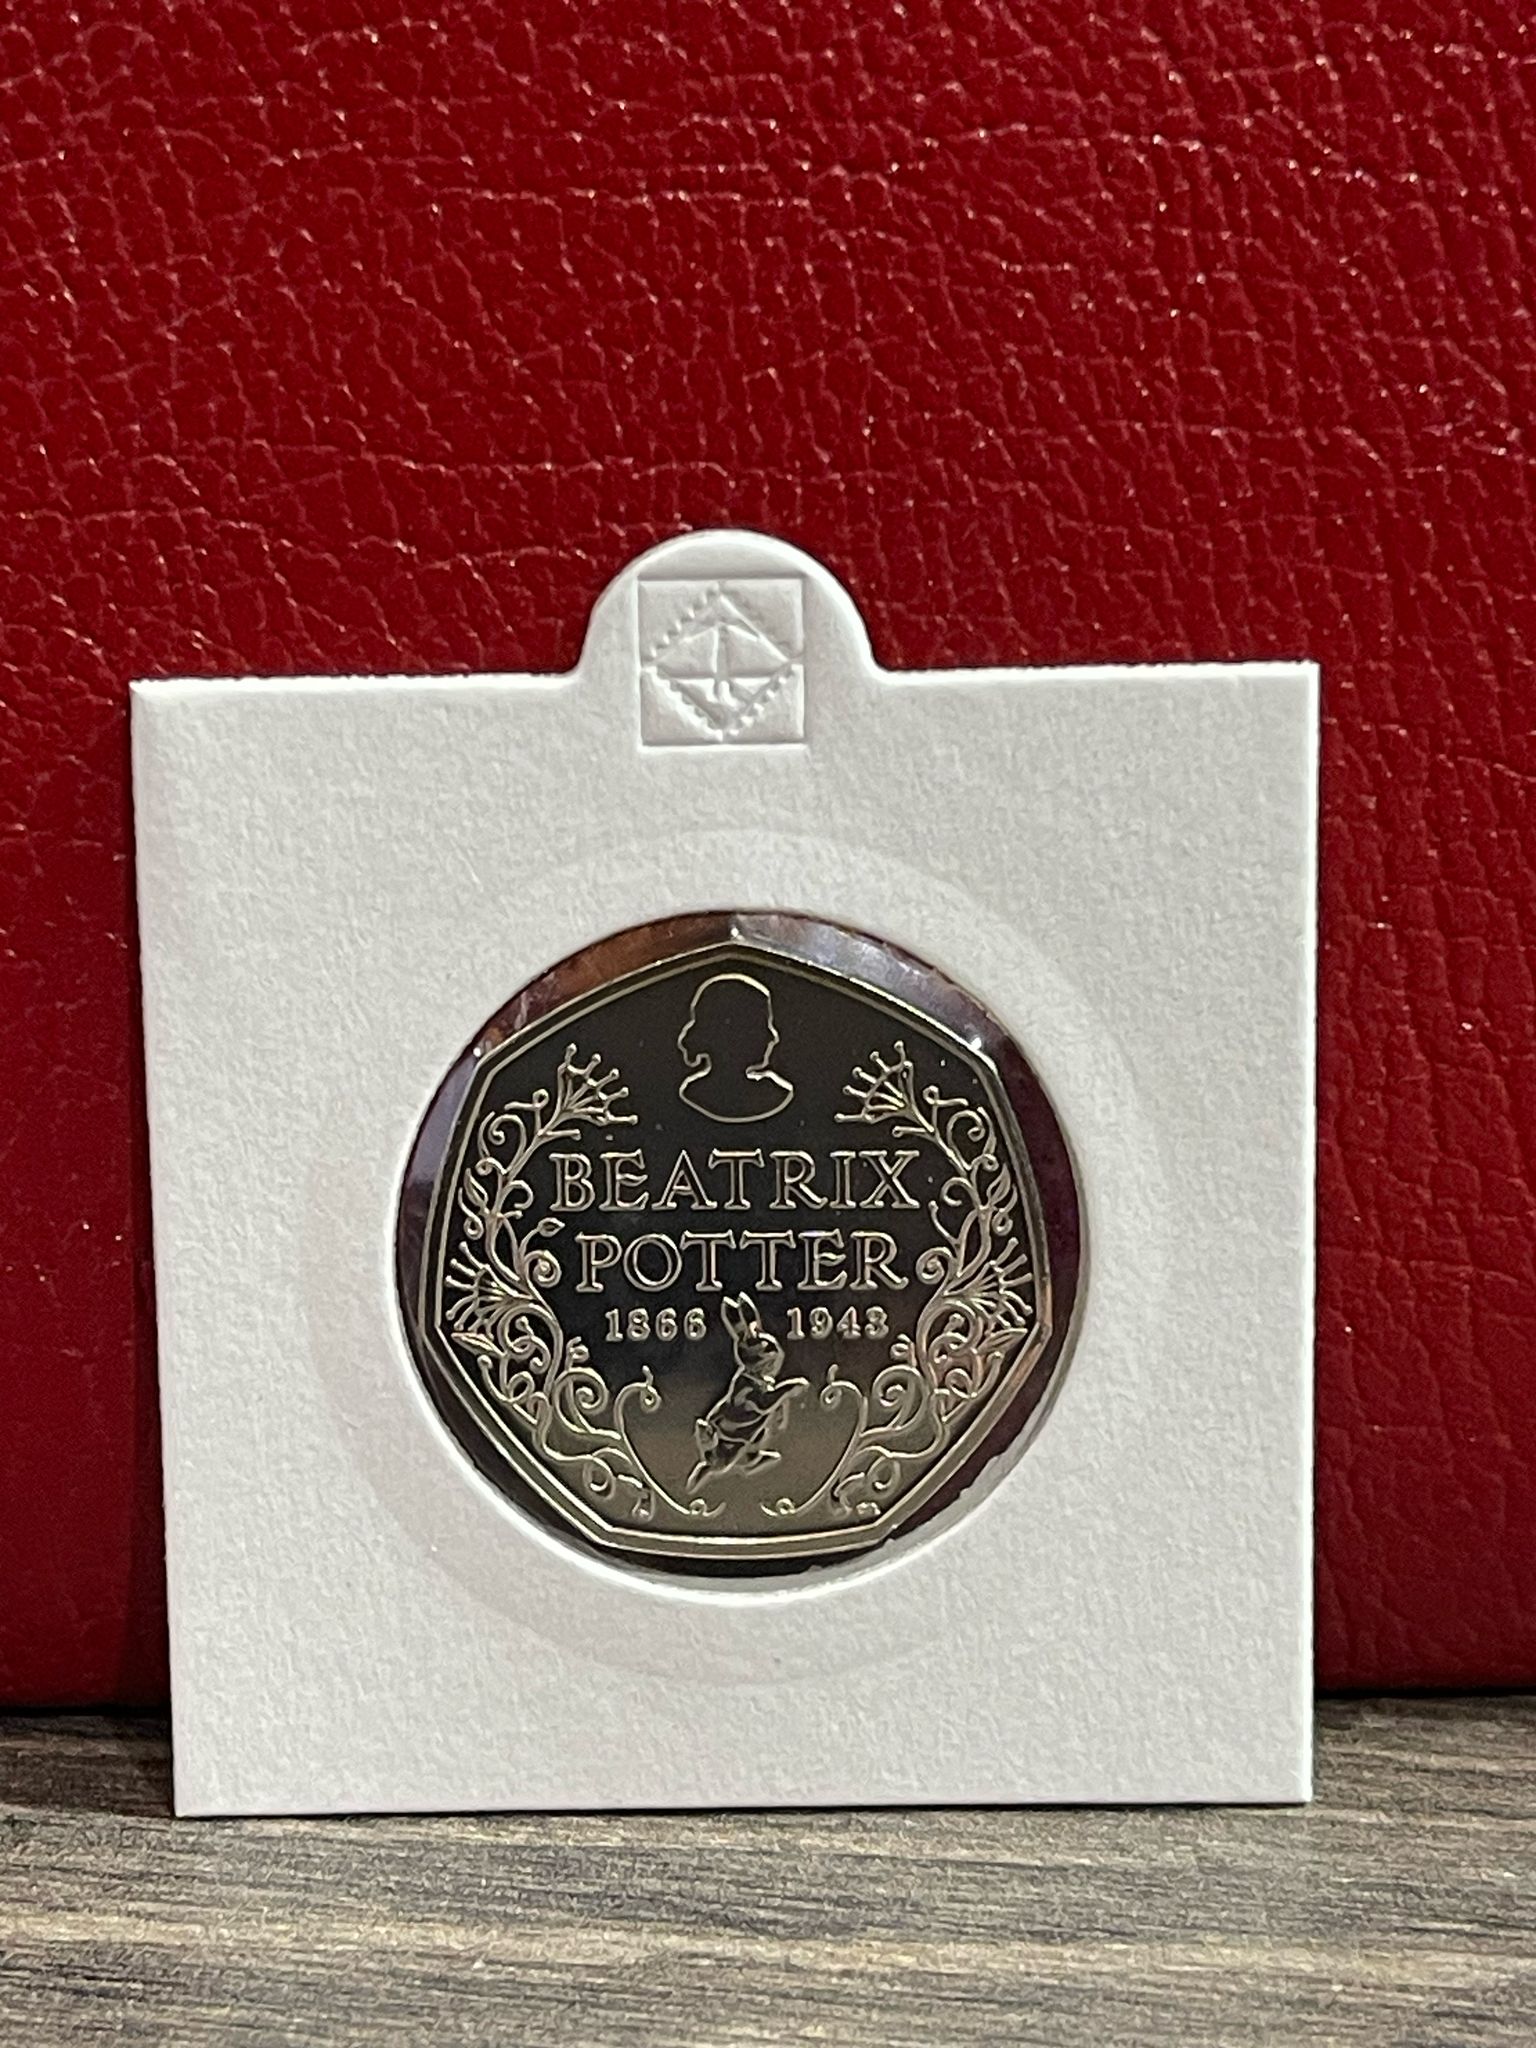 BEATRIX
POTTER
1866 1943